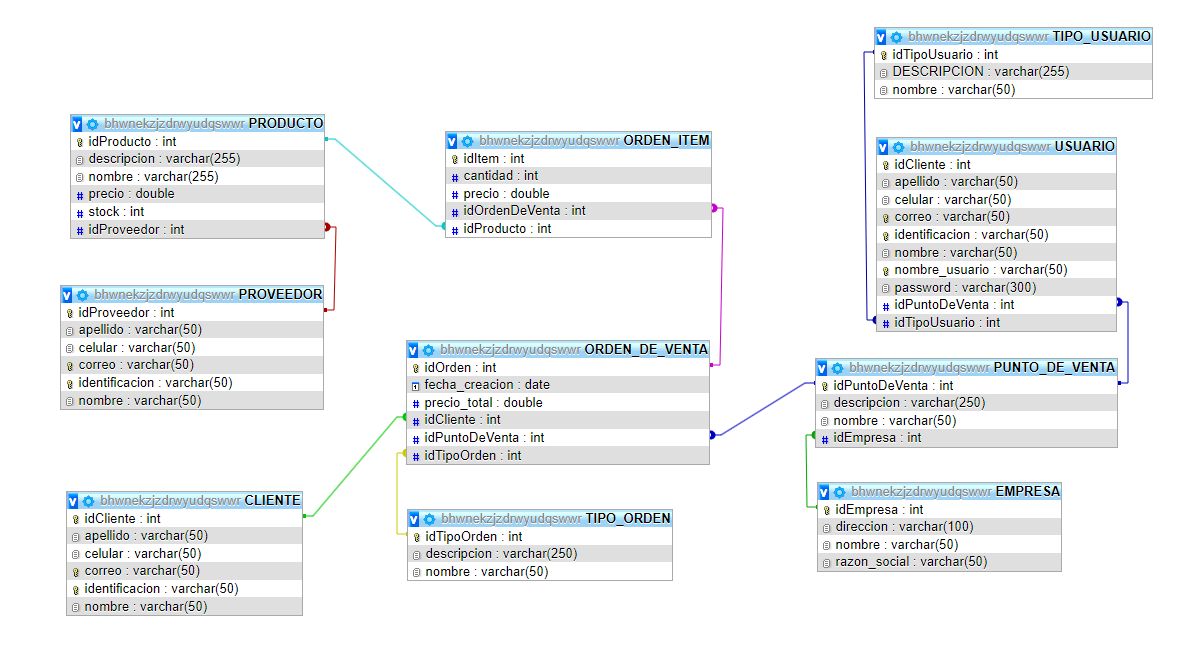 bhwnekzjzdrwyudqswwr PRODUCTO
idProducto : int
descripcion : varchar(255)
nombre : varchar(255)
precio : double
stock : int
idProveedor : int
bhwnekzjzdrwyudqswwr PROVEEDOR
idProveedor : int
apellido : varchar(50)
celular : varchar(50)
correo : varchar(50)
identificacion : varchar(50)
nombre : varchar(50)
bhwnekzjzdrwyudqswwr CLIENTE
idCliente : int
apellido : varchar(50)
celular : varchar(50)
correo : varchar(50)
identificacion : varchar(50)
nombre : varchar(50)
bhwnekzjzdrwyudqswwr ORDEN_ITEM
idItem : int
cantidad : int
precio : double
idOrdenDeVenta : int
idProducto : int
bhwnekzjzdrwyudqswwr ORDEN_DE_VENTA
idOrden : int
fecha_creacion : date
precio_total : double
idCliente : int
idPuntoDeVenta : int
idTipoOrden : int
bhwnekzjzdrwyudqswwr TIPO_ORDEN
idTipoOrden : int
descripcion : varchar(250)
nombre : varchar(50)
bhwnekzjzdrwyudqswwr TIPO_USUARIO
idTipoUsuario : int
DESCRIPCION : varchar(255)
nombre : varchar(50)
bhwnekzjzdrwyudqswwr USUARIO
idCliente : int
apellido : varchar(50)
celular : varchar(50)
correo : varchar(50)
identificacion : varchar(50)
nombre : varchar(50)
nombre_usuario : varchar(50)
password : varchar(300)
idPuntoDeVenta : int
idTipoUsuario : int
bhwnekzjzdrwyudqswwr PUNTO_DE_VENTA
idPuntoDeVenta : int
descripcion : varchar(250)
nombre : varchar(50)
idEmpresa : int
bhwnekzjzdrwyudqswwr EMPRESA
idEmpresa : int
direccion : varchar(100)
nombre : varchar(50)
razon_social : varchar(50)